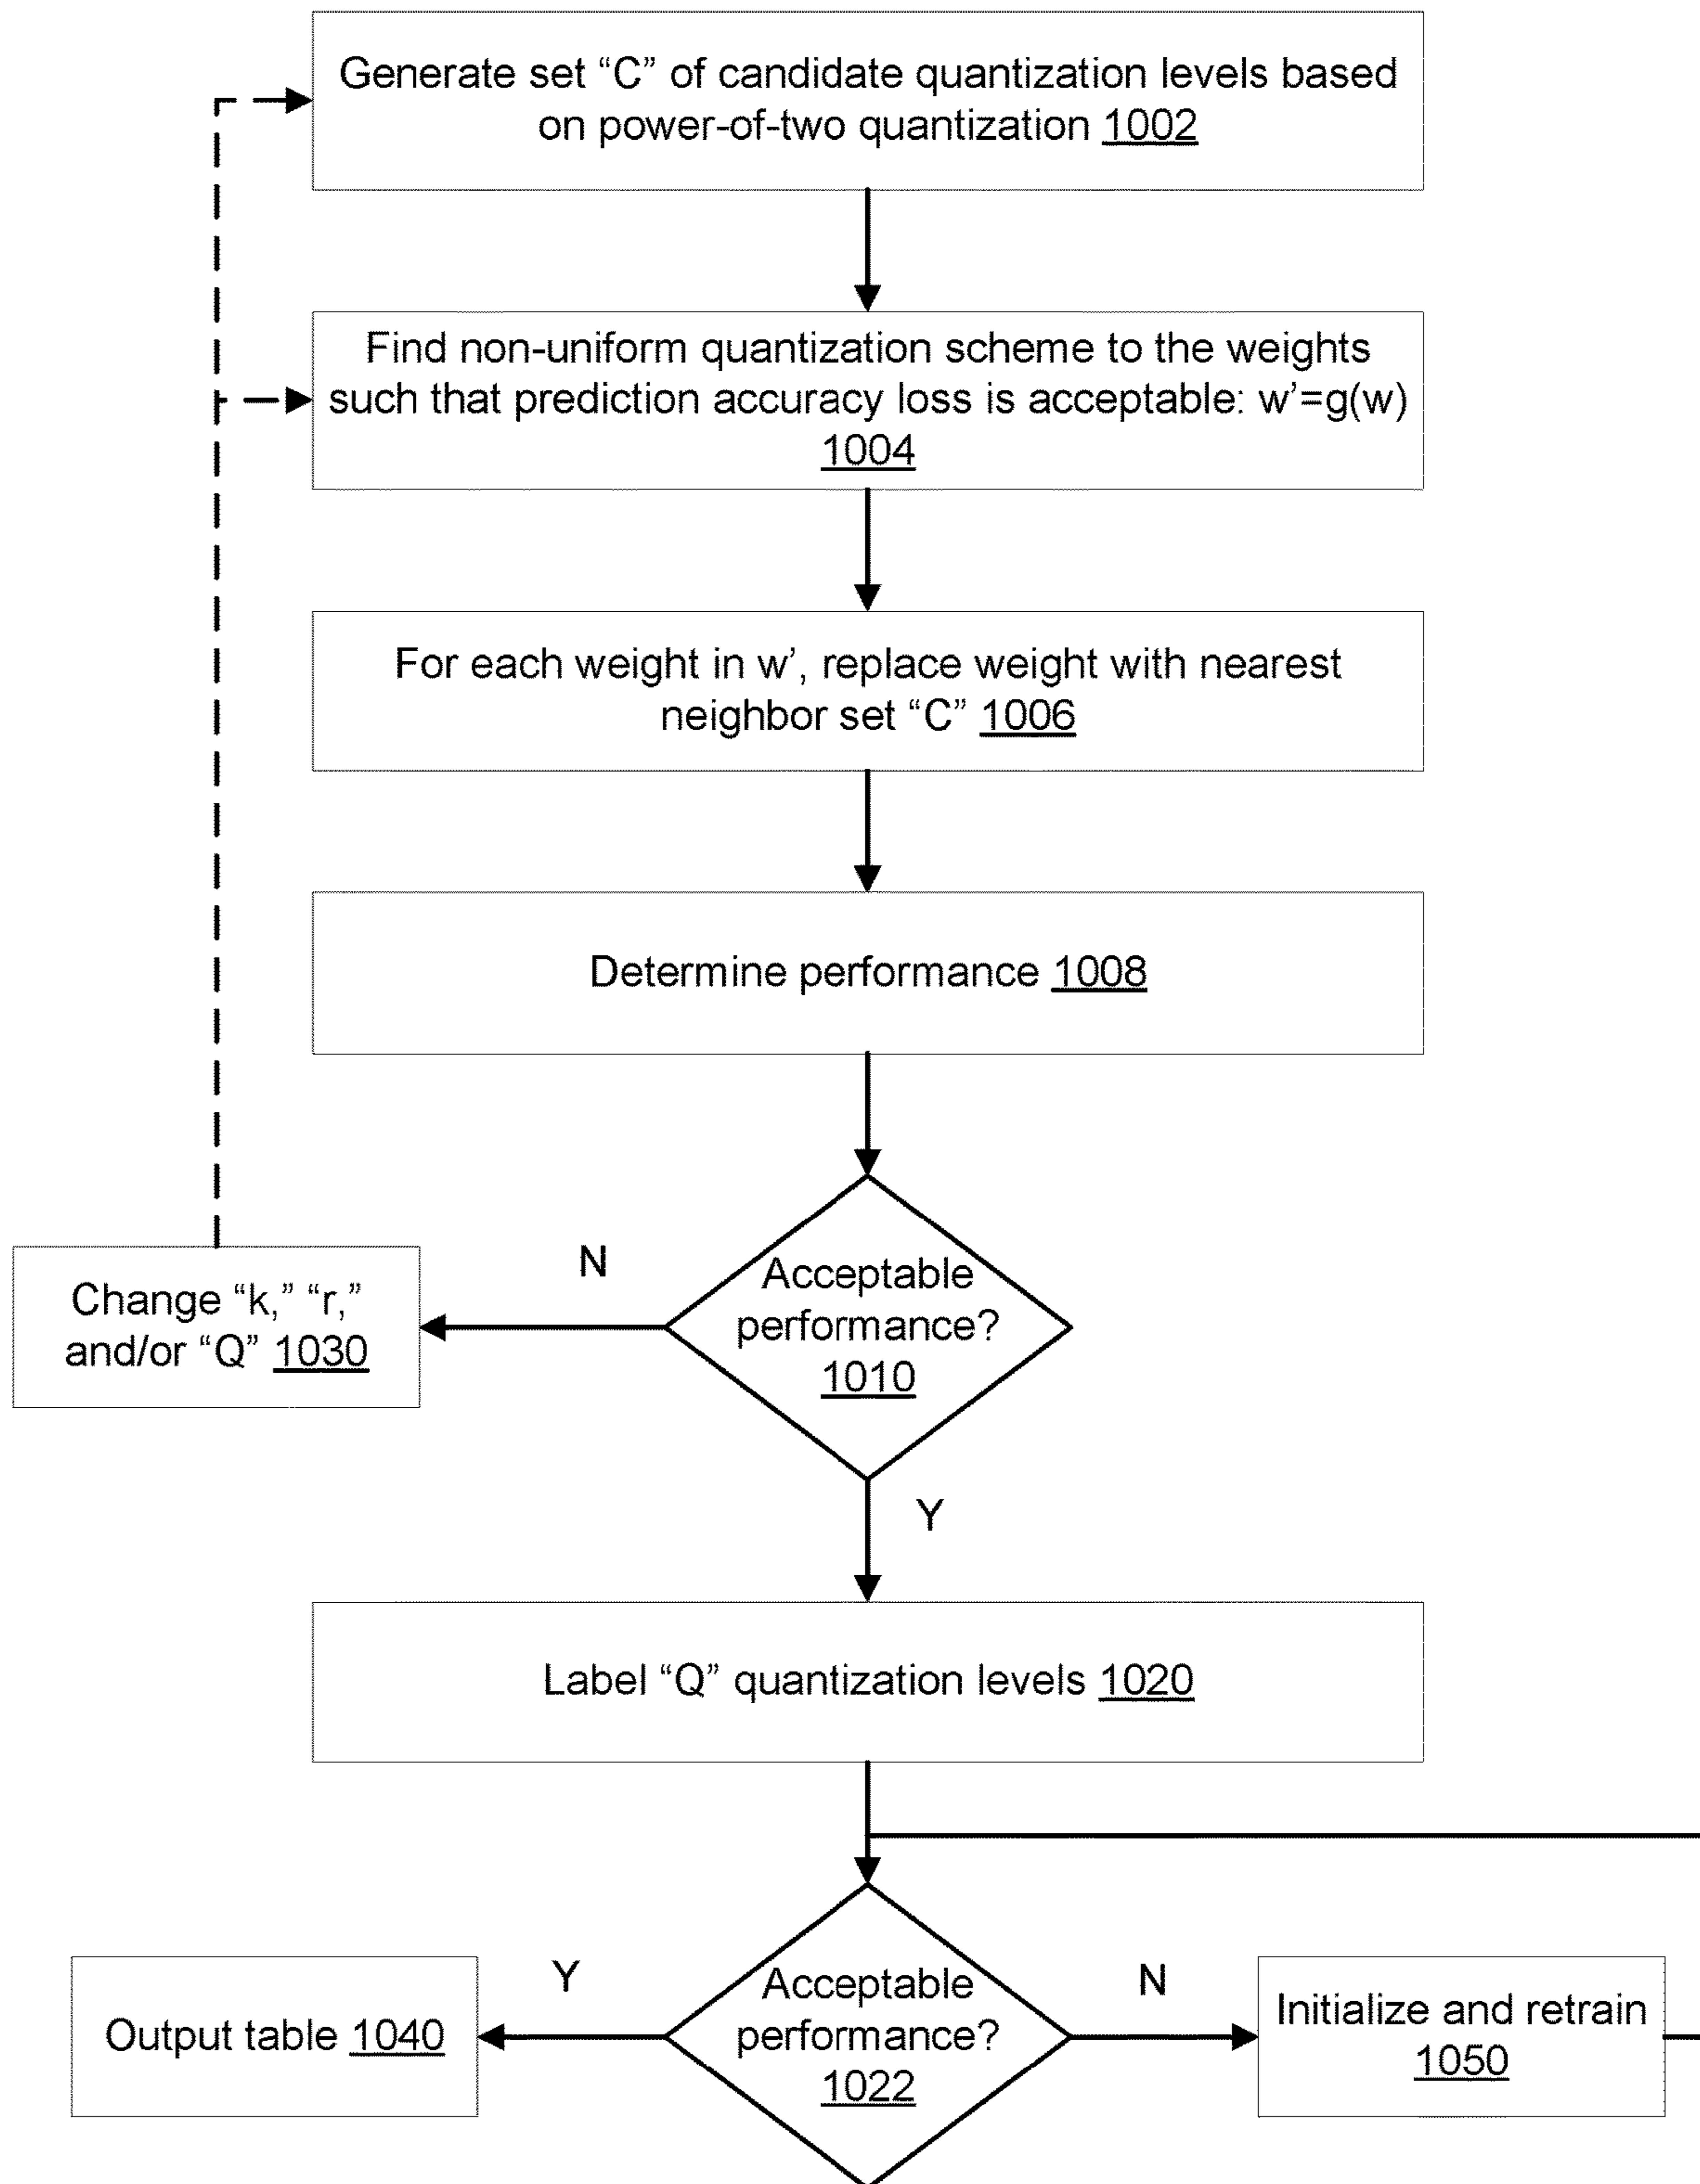 Generate set “C” of candidate quantization levels based
on power-of-two quantization 1002
Find non-uniform quantization scheme to the weights
such that prediction accuracy loss is acceptable: w’=g(w)
1004
For each weight in w’, replace weight with nearest
neighbor set “C” 1006
Determine performance 1008
N
Acceptable
performance?
1010
Change “k,” “r,”
and/or “Q” 1030
Y
Label “Q” quantization levels 1020
Y
Acceptable
performance?
1022
N
Output table 1040
Initialize and retrain
1050